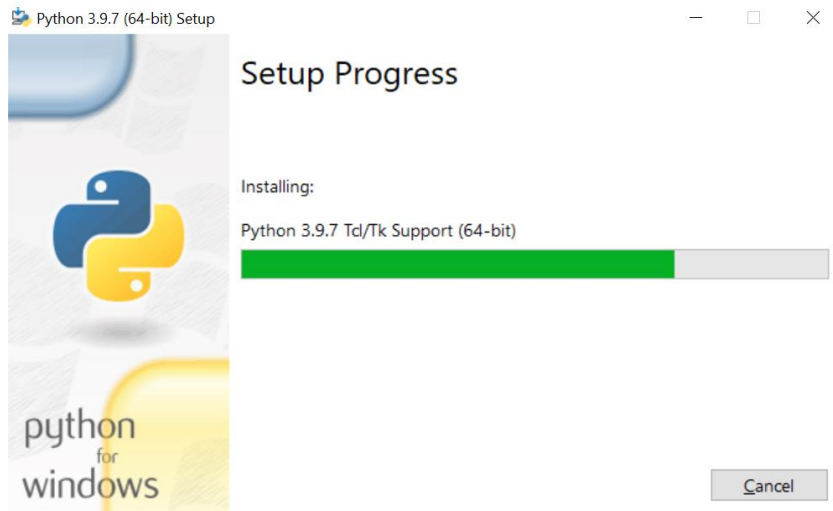 Python 3.9.7 (64-bit) Setup
Setup Progress
Installing:
Python 3.9.7 Tcl/Tk Support (64-bit)
python
for
windows
Cancel